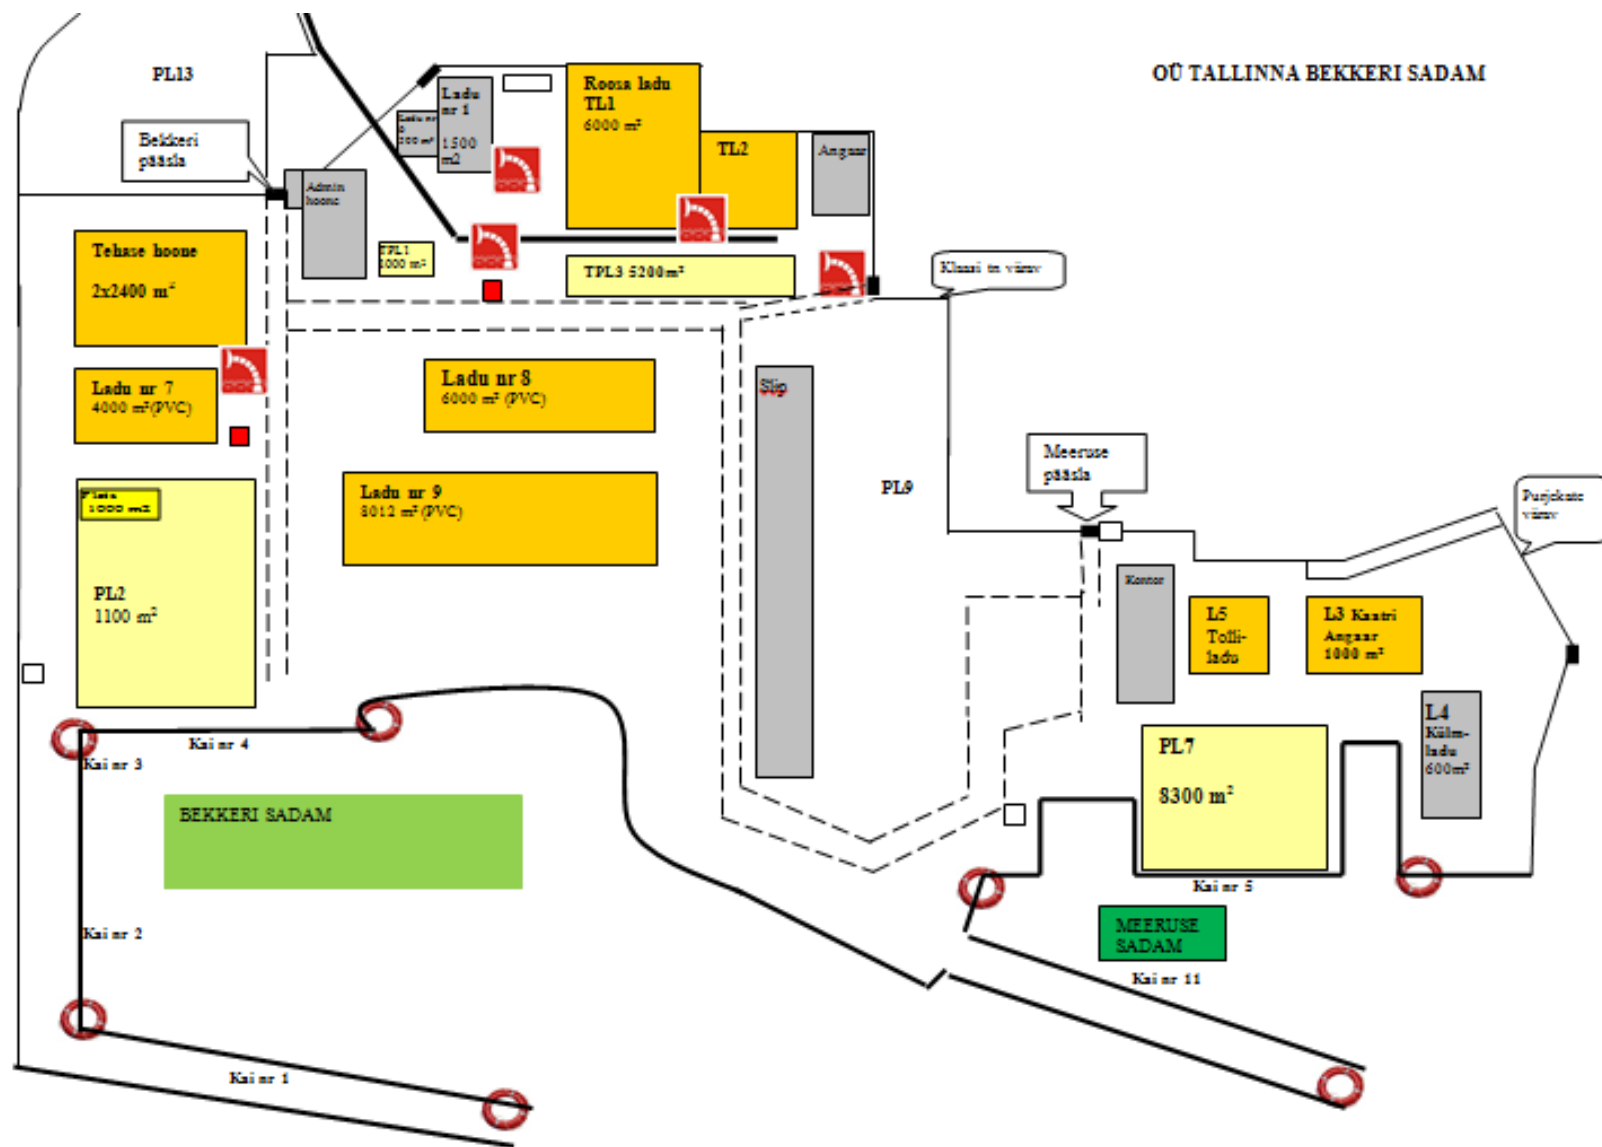 OÜ TALLINNA BEKKERI SADAM
PL13
Bekkeri
pääsla
Ladu
nr 1
1500
m2
Ladu nr
Roosa ladu
TL1
6000 m²
TL2
Angaar
Admin
hoone
TPL1
1000 m²
TPL3 5200m²
Klaasi tn värav
Tehase hoone
2x2400 m²
Ladu nr 7
4000 m²(PVC)
Ladu nr 8
6000 m² (PVC)
Slip
Ladu nr 9
8012 m² (PVC)
PL9
Meeruse
pääsla
Purjekate
värav
1000 m2
PL2
1100 m²
Kontor
L5
Tolli-
ladu
L3 Kaatri
Angaar
1000 m²
L4
Külm-
ladu
600m²
PL7
8300 m²
Kai nr 4
Kai nr 3
BEKKERI SADAM
Kai nr 5
MEERUSE
SADAM
Kai nr 2
Kai nr 11
Kai nr 1